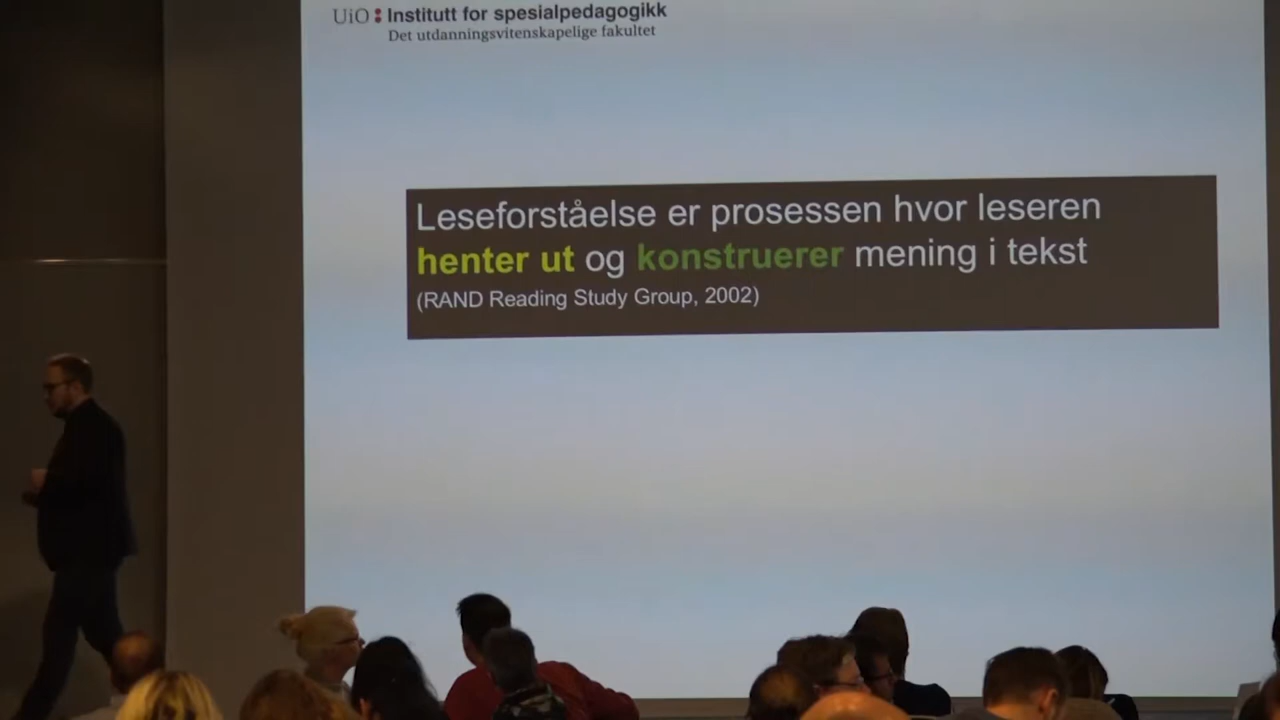 UiO : Institutt for spesialpedagogikk
Det utdanningsvitenskapelige fakultet
Leseforståelse er prosessen hvor leseren
henter ut og konstruerer mening i tekst
(RAND Reading Study Group, 2002)